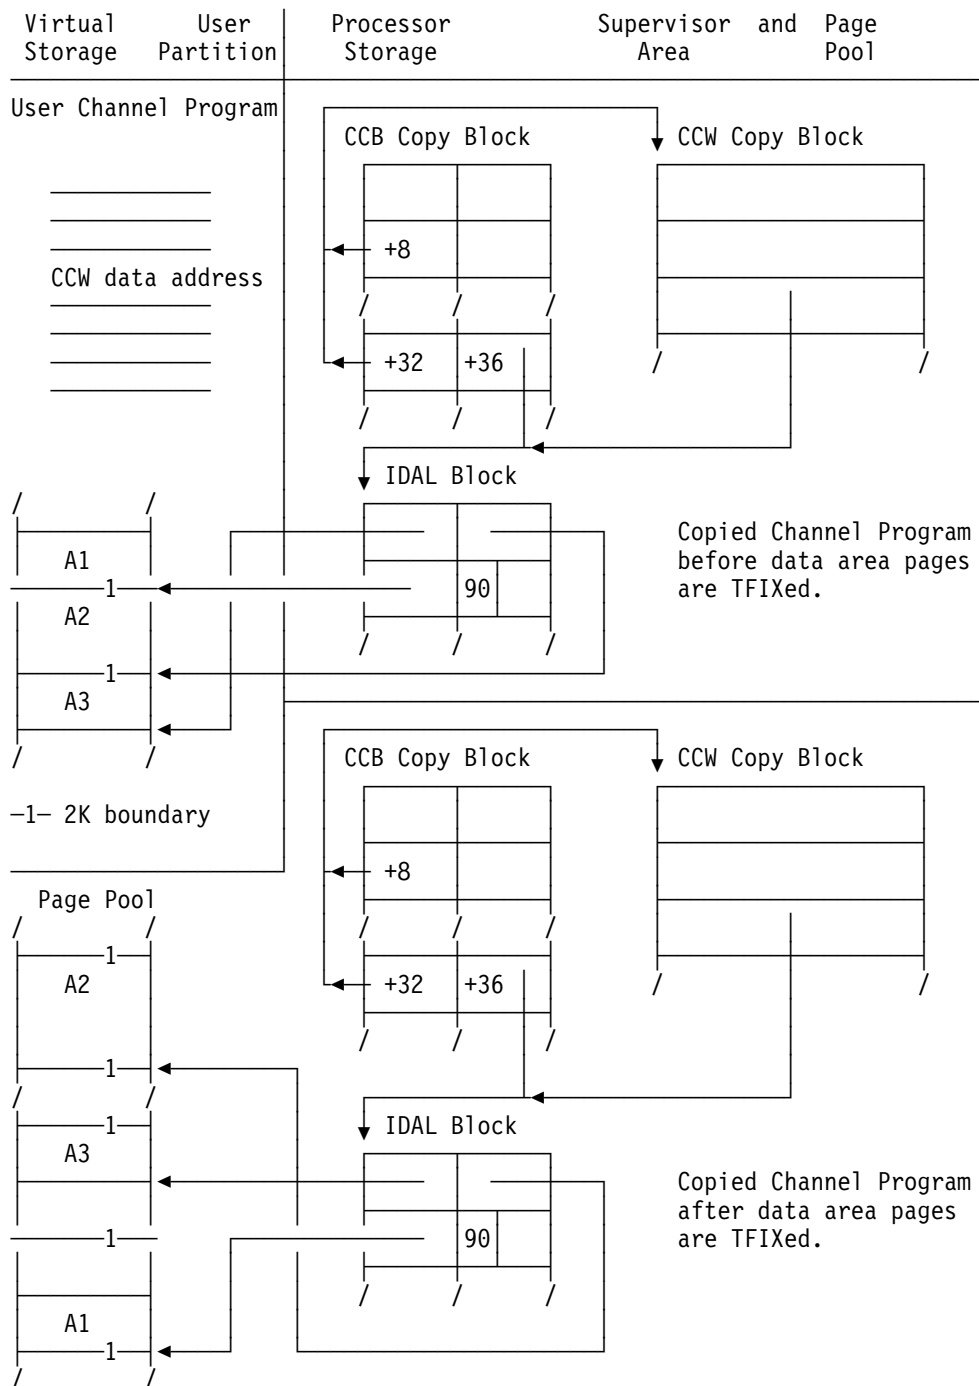 Virtual User Processor Supervisor and Page
Storage Partition Storage Area Pool
User Channel Program
CCB Copy Block CCW Copy Block
+8
CCW data address
+32 +36
IDAL Block
Copied Channel Program
A1 before data area pages
1 90 are TFIXed.
A2
1
A3
CCB Copy Block CCW Copy Block
—1— 2K boundary
+8
Page Pool
1
A2 +32 +36
1
1 IDAL Block
A3
Copied Channel Program
after data area pages
1 90 are TFIXed.
A1
1